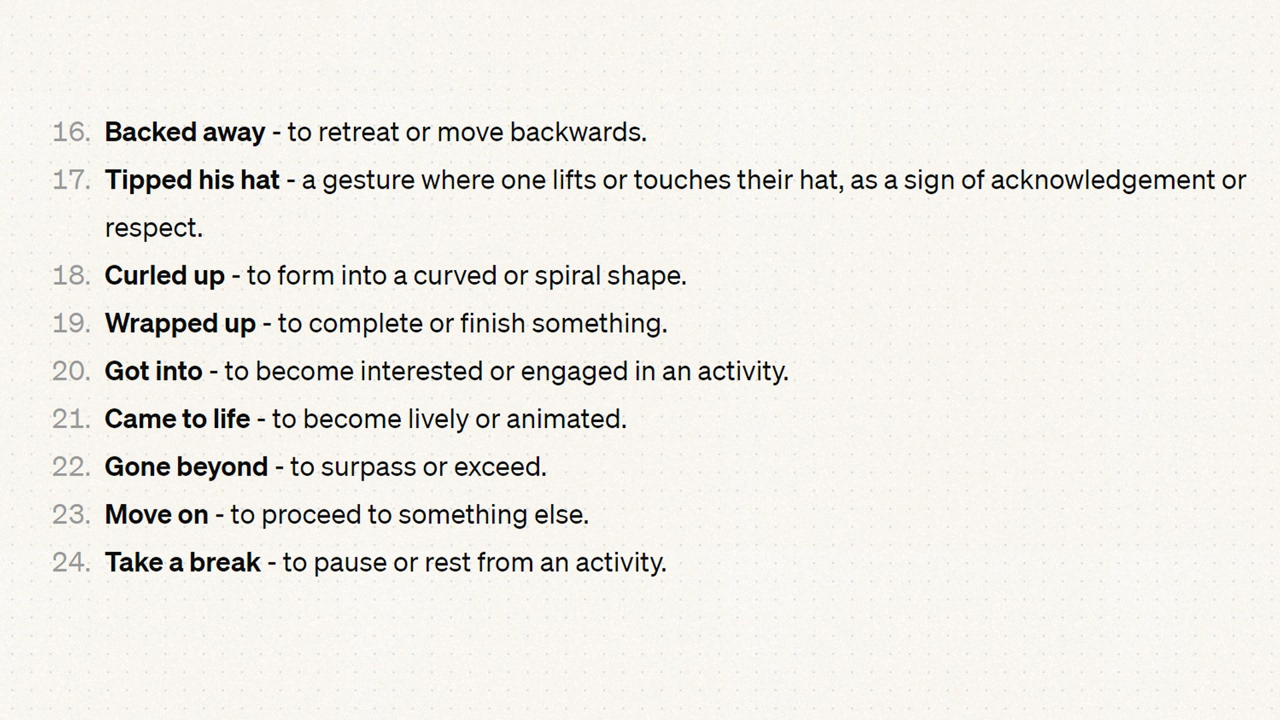 16. Backed away - to retreat or move backwards.
17. Tipped his hat - a gesture where one lifts or touches their hat, as a sign of acknowledgement or
respect.
18. Curled up - to form into a curved or spiral shape.
19. Wrapped up - to complete or finish something.
20. Got into - to become interested or engaged in an activity.
21. Came to life - to become lively or animated.
22. Gone beyond - to surpass or exceed.
23. Move on - to proceed to something else.
24. Take a break - to pause or rest from an activity.